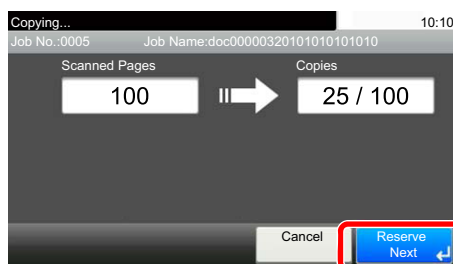 Copying...
10:10
Job No.:0005 Job Name:doc00000320101010101010
Scanned Pages
Copies
100
25 / 100
Cancel
Reserve
Next